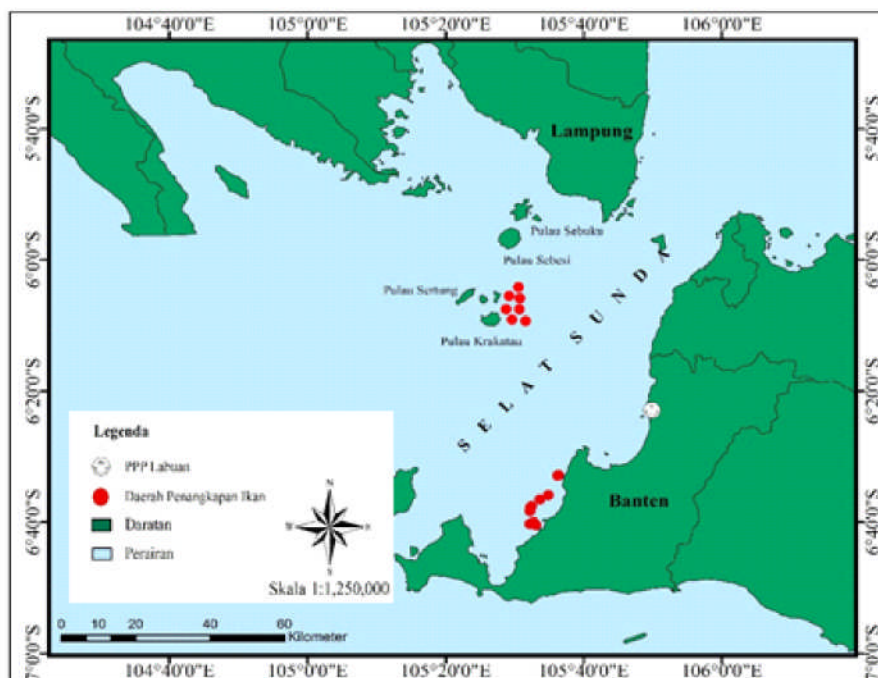 104°40'0"E 105°0'0"E 105°20'0"E 105°40'0"E 106°0'0"E
5°40'0"S
6°00'0"S
6°20'0"S
6°40'0"S
7°0'0"S
5°40'0"S
6°00'0"S
6°20'0"S
6°40'0"S
7°0'0"S
Lampung
Pulau Sebuku
Pulau Sebesi
Pulau Sertung
Pulau Krakatau
SELAT SUNDA
Banten
Legenda
PPP Labuan
Daerah Penangkapan Ikan
Daratan
Perairan
N
W E
S
Skala 1:1,250,000
0 10 20 40 60
Kilometer
104°40'0"E 105°0'0"E 105°20'0"E 105°40'0"E 106°0'0"E